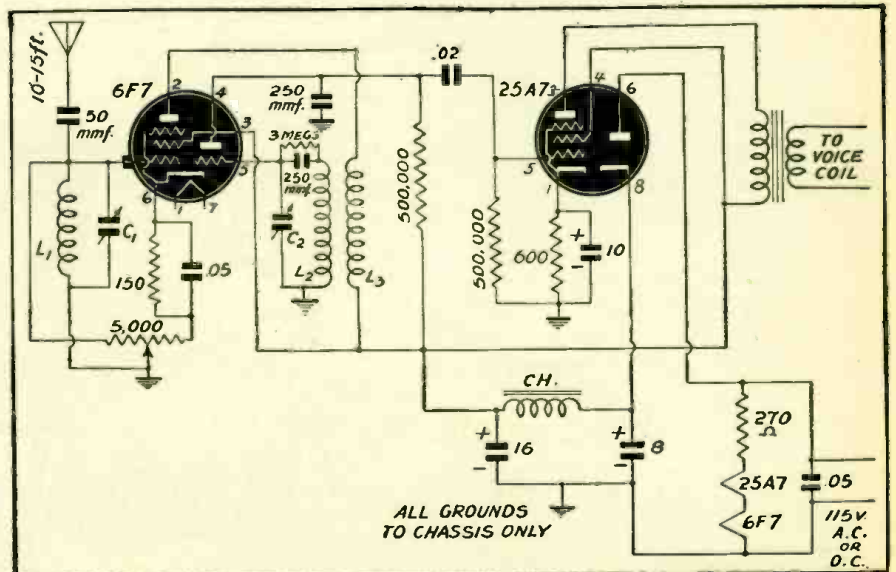 10-15ft.
50
mmf.
6F7
2
4
3
5
6
1
7
250
mmf.
3 MEGS
250
mmf.
L1
C1
150
.05
5,000
C2
L2
L3
500,000
.02
25A7
3
4
6
5
1
8
500,000
600
+
10
-
TO
VOICE
COIL
CH.
+
16
-
+
8
-
270
Ω
25A7
6F7
.05
115V.
A.C.
OR
D.C.
ALL GROUNDS
TO CHASSIS ONLY